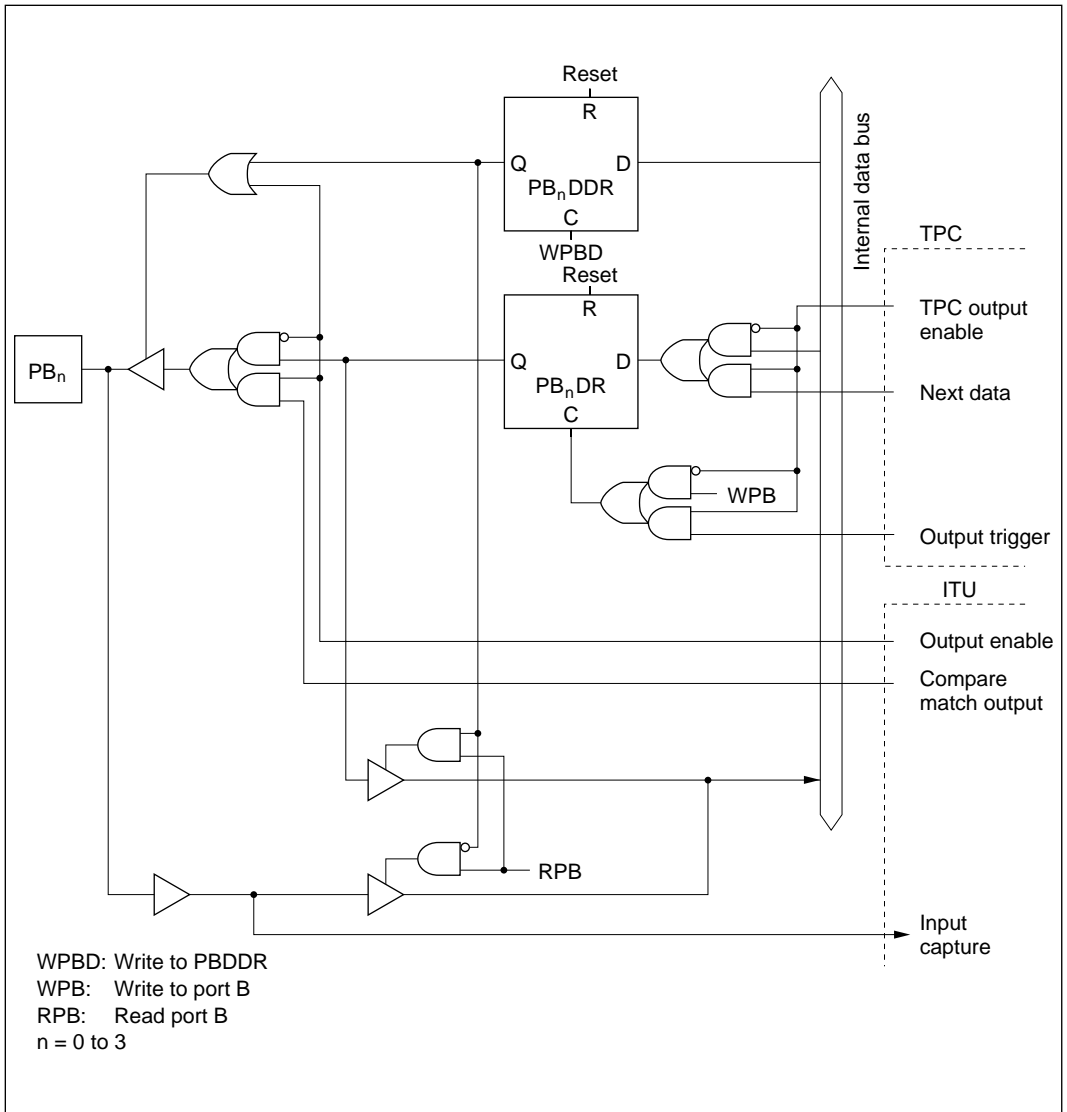 Reset
R
Q
D
PBnDDR
C
WPBD
Internal data bus
Reset
R
Q
D
PBnDR
C
PBn
WPB
TPC
TPC output
enable
Next data
Output trigger
ITU
Output enable
Compare
match output
RPB
Input
capture
WPBD: Write to PBDDR
WPB: Write to port B
RPB: Read port B
n = 0 to 3